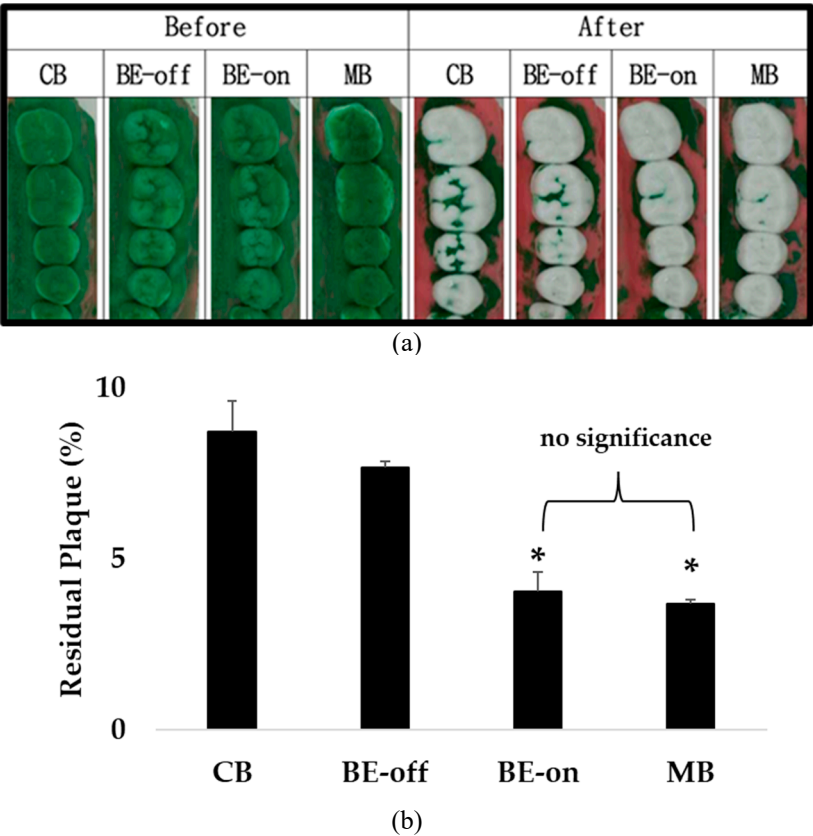 Before After
CB BE-off BE-on MB CB BE-off BE-on MB
(a)
10
no significance
Residual Plaque (%)
5
* *
0
CB BE-off BE-on MB
(b)